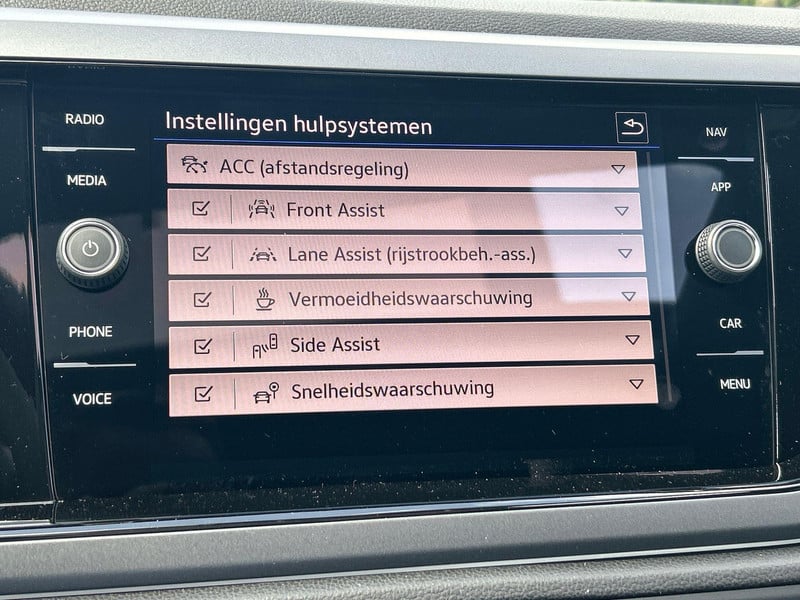 RADIO
MEDIA
PHONE
VOICE
Instellingen hulpsystemen
ACC (afstandsregeling)
Front Assist
Lane Assist (rijstrookbeh.-ass.)
Vermoeidheidswaarschuwing
Side Assist
Snelheidswaarschuwing
NAV
APP
CAR
MENU